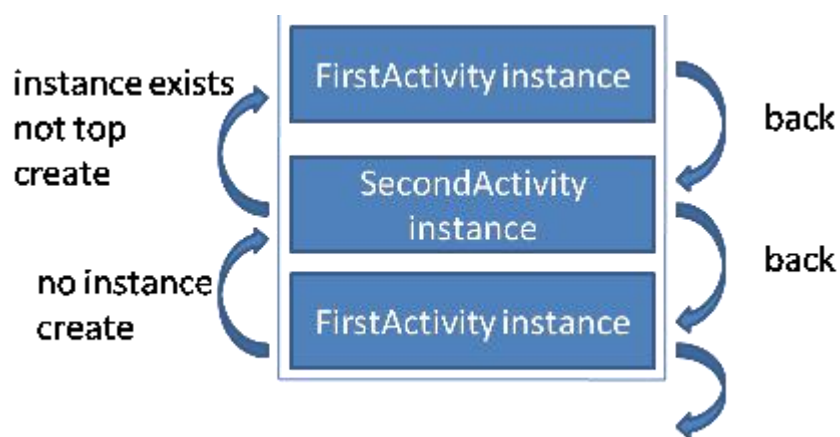 FirstActivity instance
instance exists
not top
create
back
SecondActivity
instance
no instance
create
back
FirstActivity instance